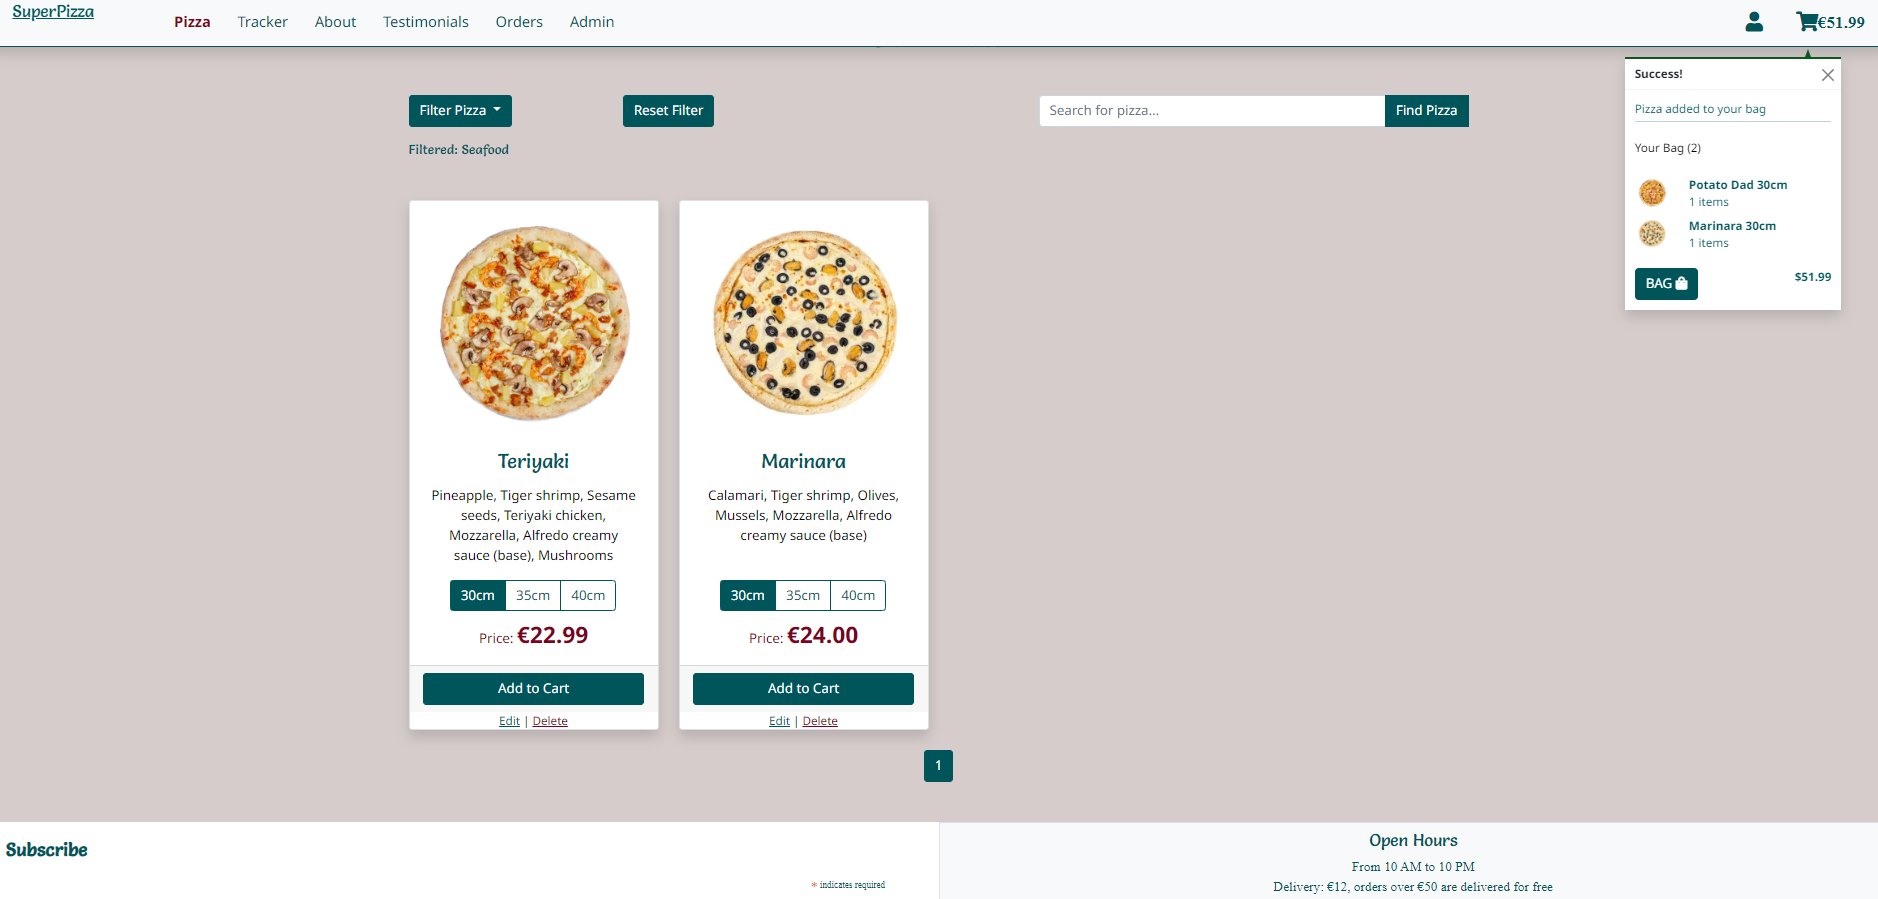 SuperPizza
Pizza Tracker About Testimonials Orders Admin
€51.99
Success!
Pizza added to your bag
Your Bag (2)
Potato Dad 30cm
1 items
Marinara 30cm
1 items
BAG
$51.99
Filter Pizza
Reset Filter
Search for pizza...
Find Pizza
Filtered: Seafood
Teriyaki
Pineapple, Tiger shrimp, Sesame
seeds, Teriyaki chicken,
Mozzarella, Alfredo creamy
sauce (base), Mushrooms
30cm 35cm 40cm
Price: €22.99
Add to Cart
Edit | Delete
Marinara
Calamari, Tiger shrimp, Olives,
Mussels, Mozzarella, Alfredo
creamy sauce (base)
30cm 35cm 40cm
Price: €24.00
Add to Cart
Edit | Delete
1
Subscribe
* indicates required
Open Hours
From 10 AM to 10 PM
Delivery: €12, orders over €50 are delivered for free